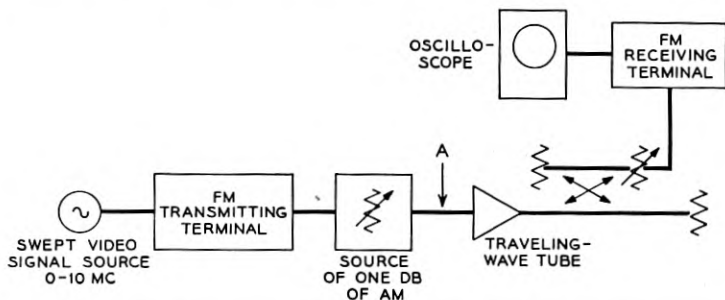 OSCILLO-
SCOPE
FM
RECEIVING
TERMINAL
A
FM
TRANSMITTING
TERMINAL
SWEPT VIDEO
SIGNAL SOURCE
0-10 MC
SOURCE
OF ONE DB
OF AM
TRAVELING-
WAVE TUBE